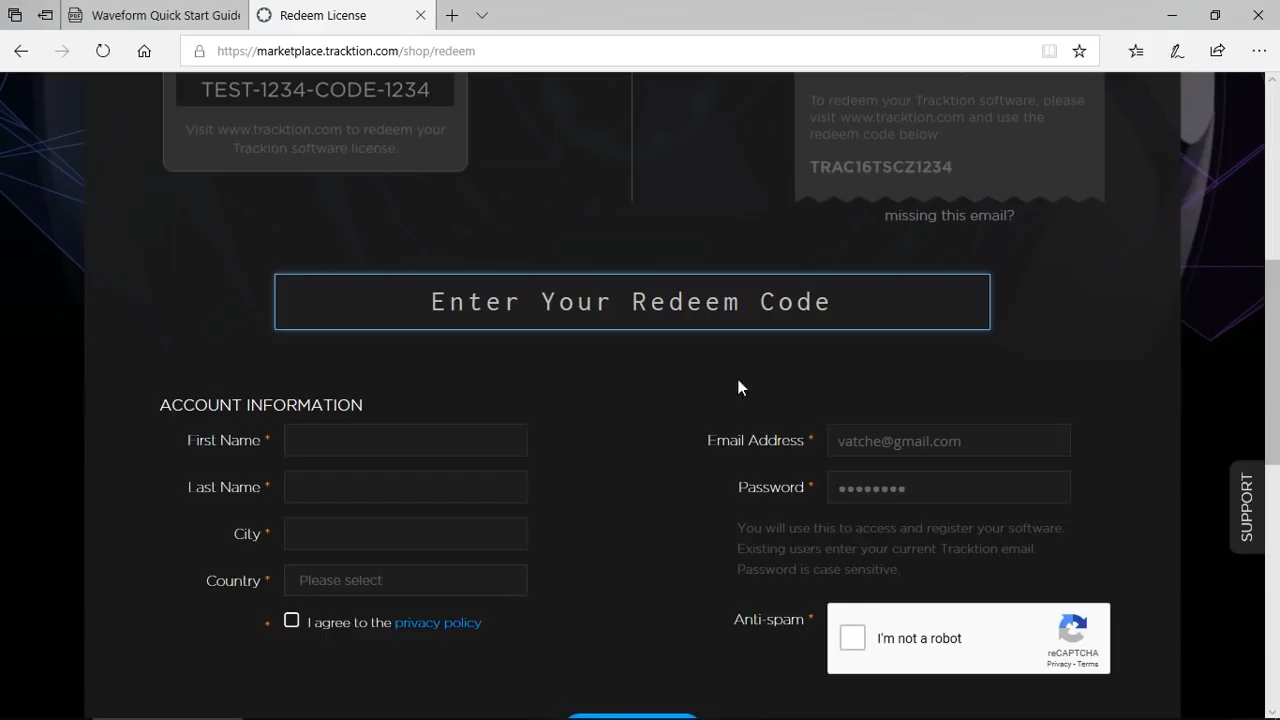 Waveform Quick Start Guide
Redeem License
https://marketplace.tracktion.com/shop/redeem
TEST-1234-CODE-1234
Visit www.tracktion.com to redeem your
Trackion software license.
To redeem your Tracktion software, please
visit www.tracktion.com and use the
redeem code below:
TRAC16TSCZ1234
missing this email?
Enter Your Redeem Code
ACCOUNT INFORMATION
First Name *
Last Name *
City *
Country * Please select
* I agree to the privacy policy
Email Address * vatche@gmail.com
Password * ••••••••
You will use this to access and register your software.
Existing users enter your current Tracktion email.
Password is case sensitive.
Anti-spam * I'm not a robot
reCAPTCHA
Privacy - Terms
SUPPORT